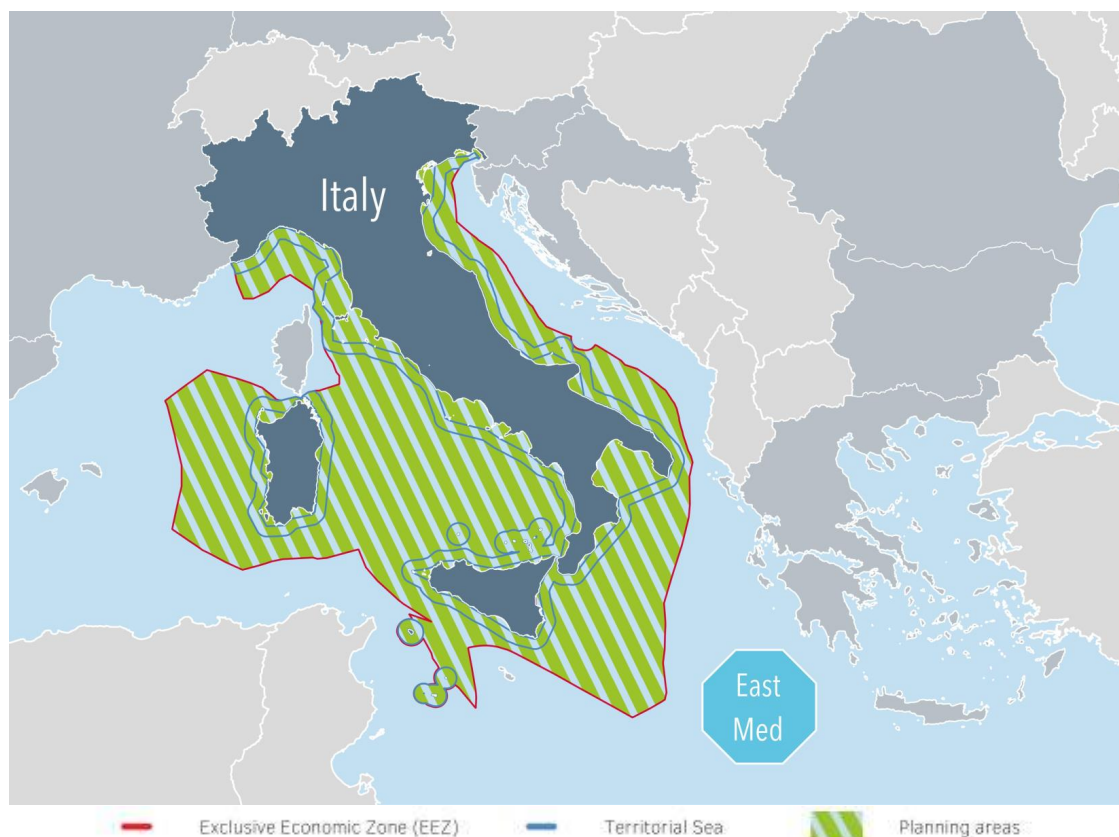 Italy
East
Med
Exclusive Economic Zone (EEZ)
Territorial Sea
Planning areas